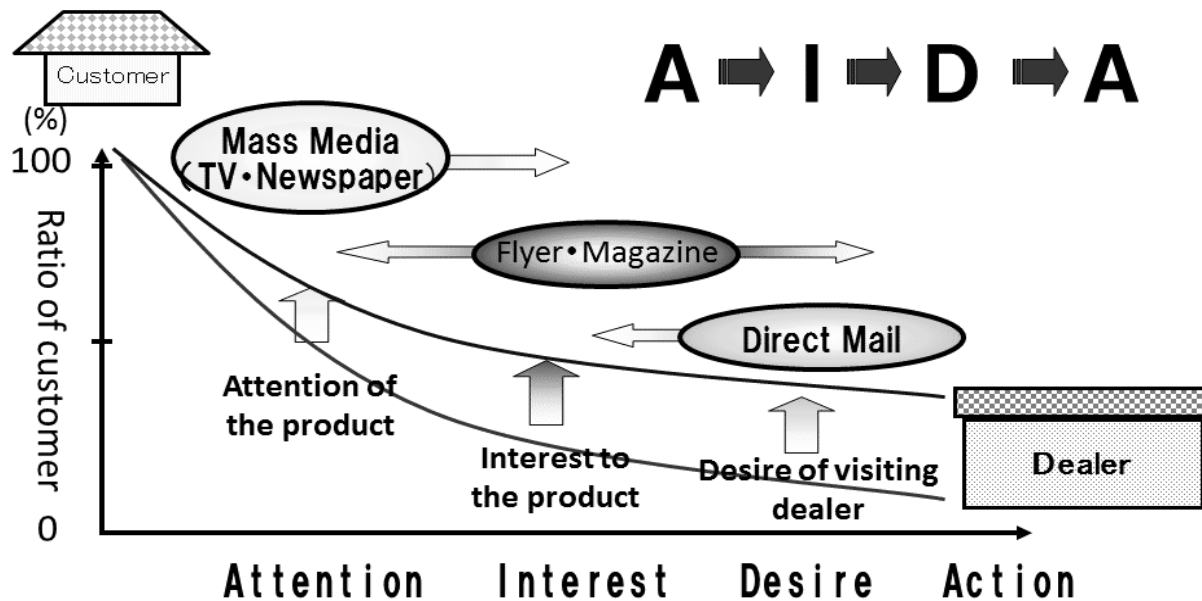 Customer
A I D A
(%)
100
Mass Media
(TV・Newspaper)
Flyer・Magazine
Direct Mail
Ratio of customer
Attention of
the product
Interest to
the product
Desire of visiting
dealer
Dealer
0
Attention Interest Desire Action